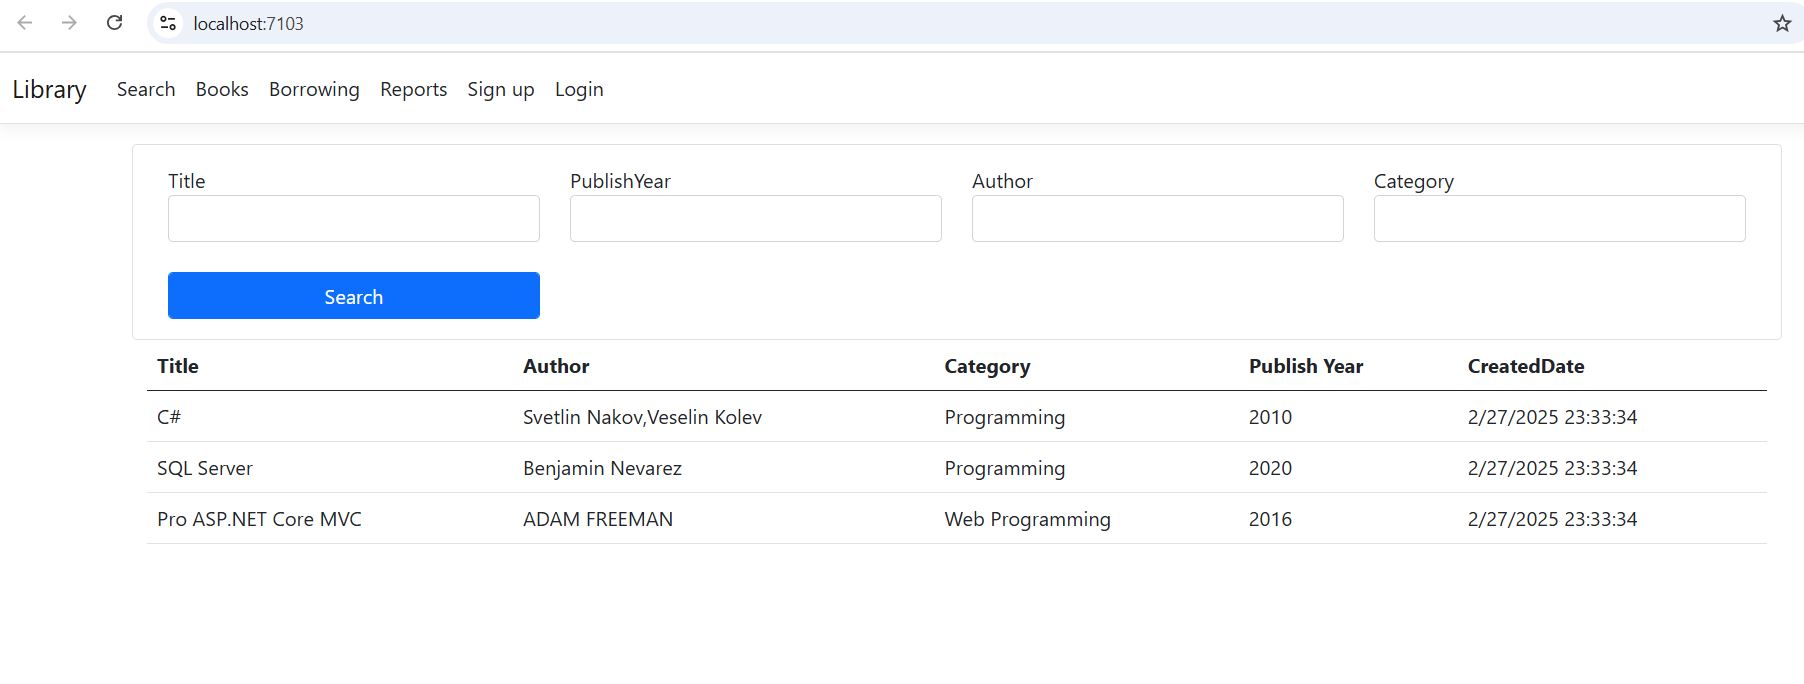 localhost:7103
Library Search Books Borrowing Reports Sign up Login
Title PublishYear Author Category
Search
Title Author Category Publish Year CreatedDate
C# Svetlin Nakov,Veselin Kolev Programming 2010 2/27/2025 23:33:34
SQL Server Benjamin Nevarez Programming 2020 2/27/2025 23:33:34
Pro ASP.NET Core MVC ADAM FREEMAN Web Programming 2016 2/27/2025 23:33:34